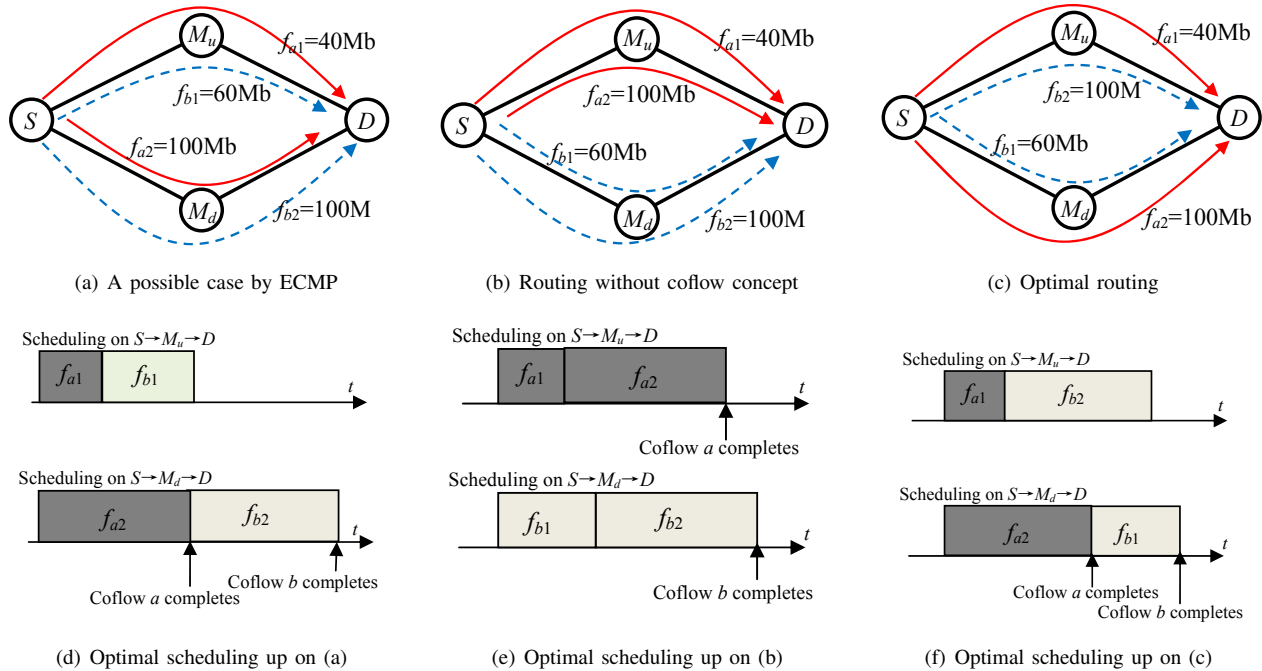 Mu
fa1=40Mb
fb1=60Mb
S
D
fa2=100Mb
Md
fb2=100M
(a) A possible case by ECMP
Mu
fa1=40Mb
fa2=100Mb
S
D
fb1=60Mb
Md
fb2=100M
(b) Routing without coflow concept
Mu
fa1=40Mb
fb2=100M
S
D
fb1=60Mb
Md
fa2=100Mb
(c) Optimal routing
Scheduling on S→Mu→D
fa1
fb1
t
Scheduling on S→Md→D
fa2
fb2
t
Coflow a completes
Coflow b completes
(d) Optimal scheduling up on (a)
Scheduling on S→Mu→D
fa1
fa2
t
Coflow a completes
Scheduling on S→Md→D
fb1
fb2
t
Coflow b completes
(e) Optimal scheduling up on (b)
Scheduling on S→Mu→D
fa1
fb2
t
Scheduling on S→Md→D
fa2
fb1
t
Coflow a completes
Coflow b completes
(f) Optimal scheduling up on (c)